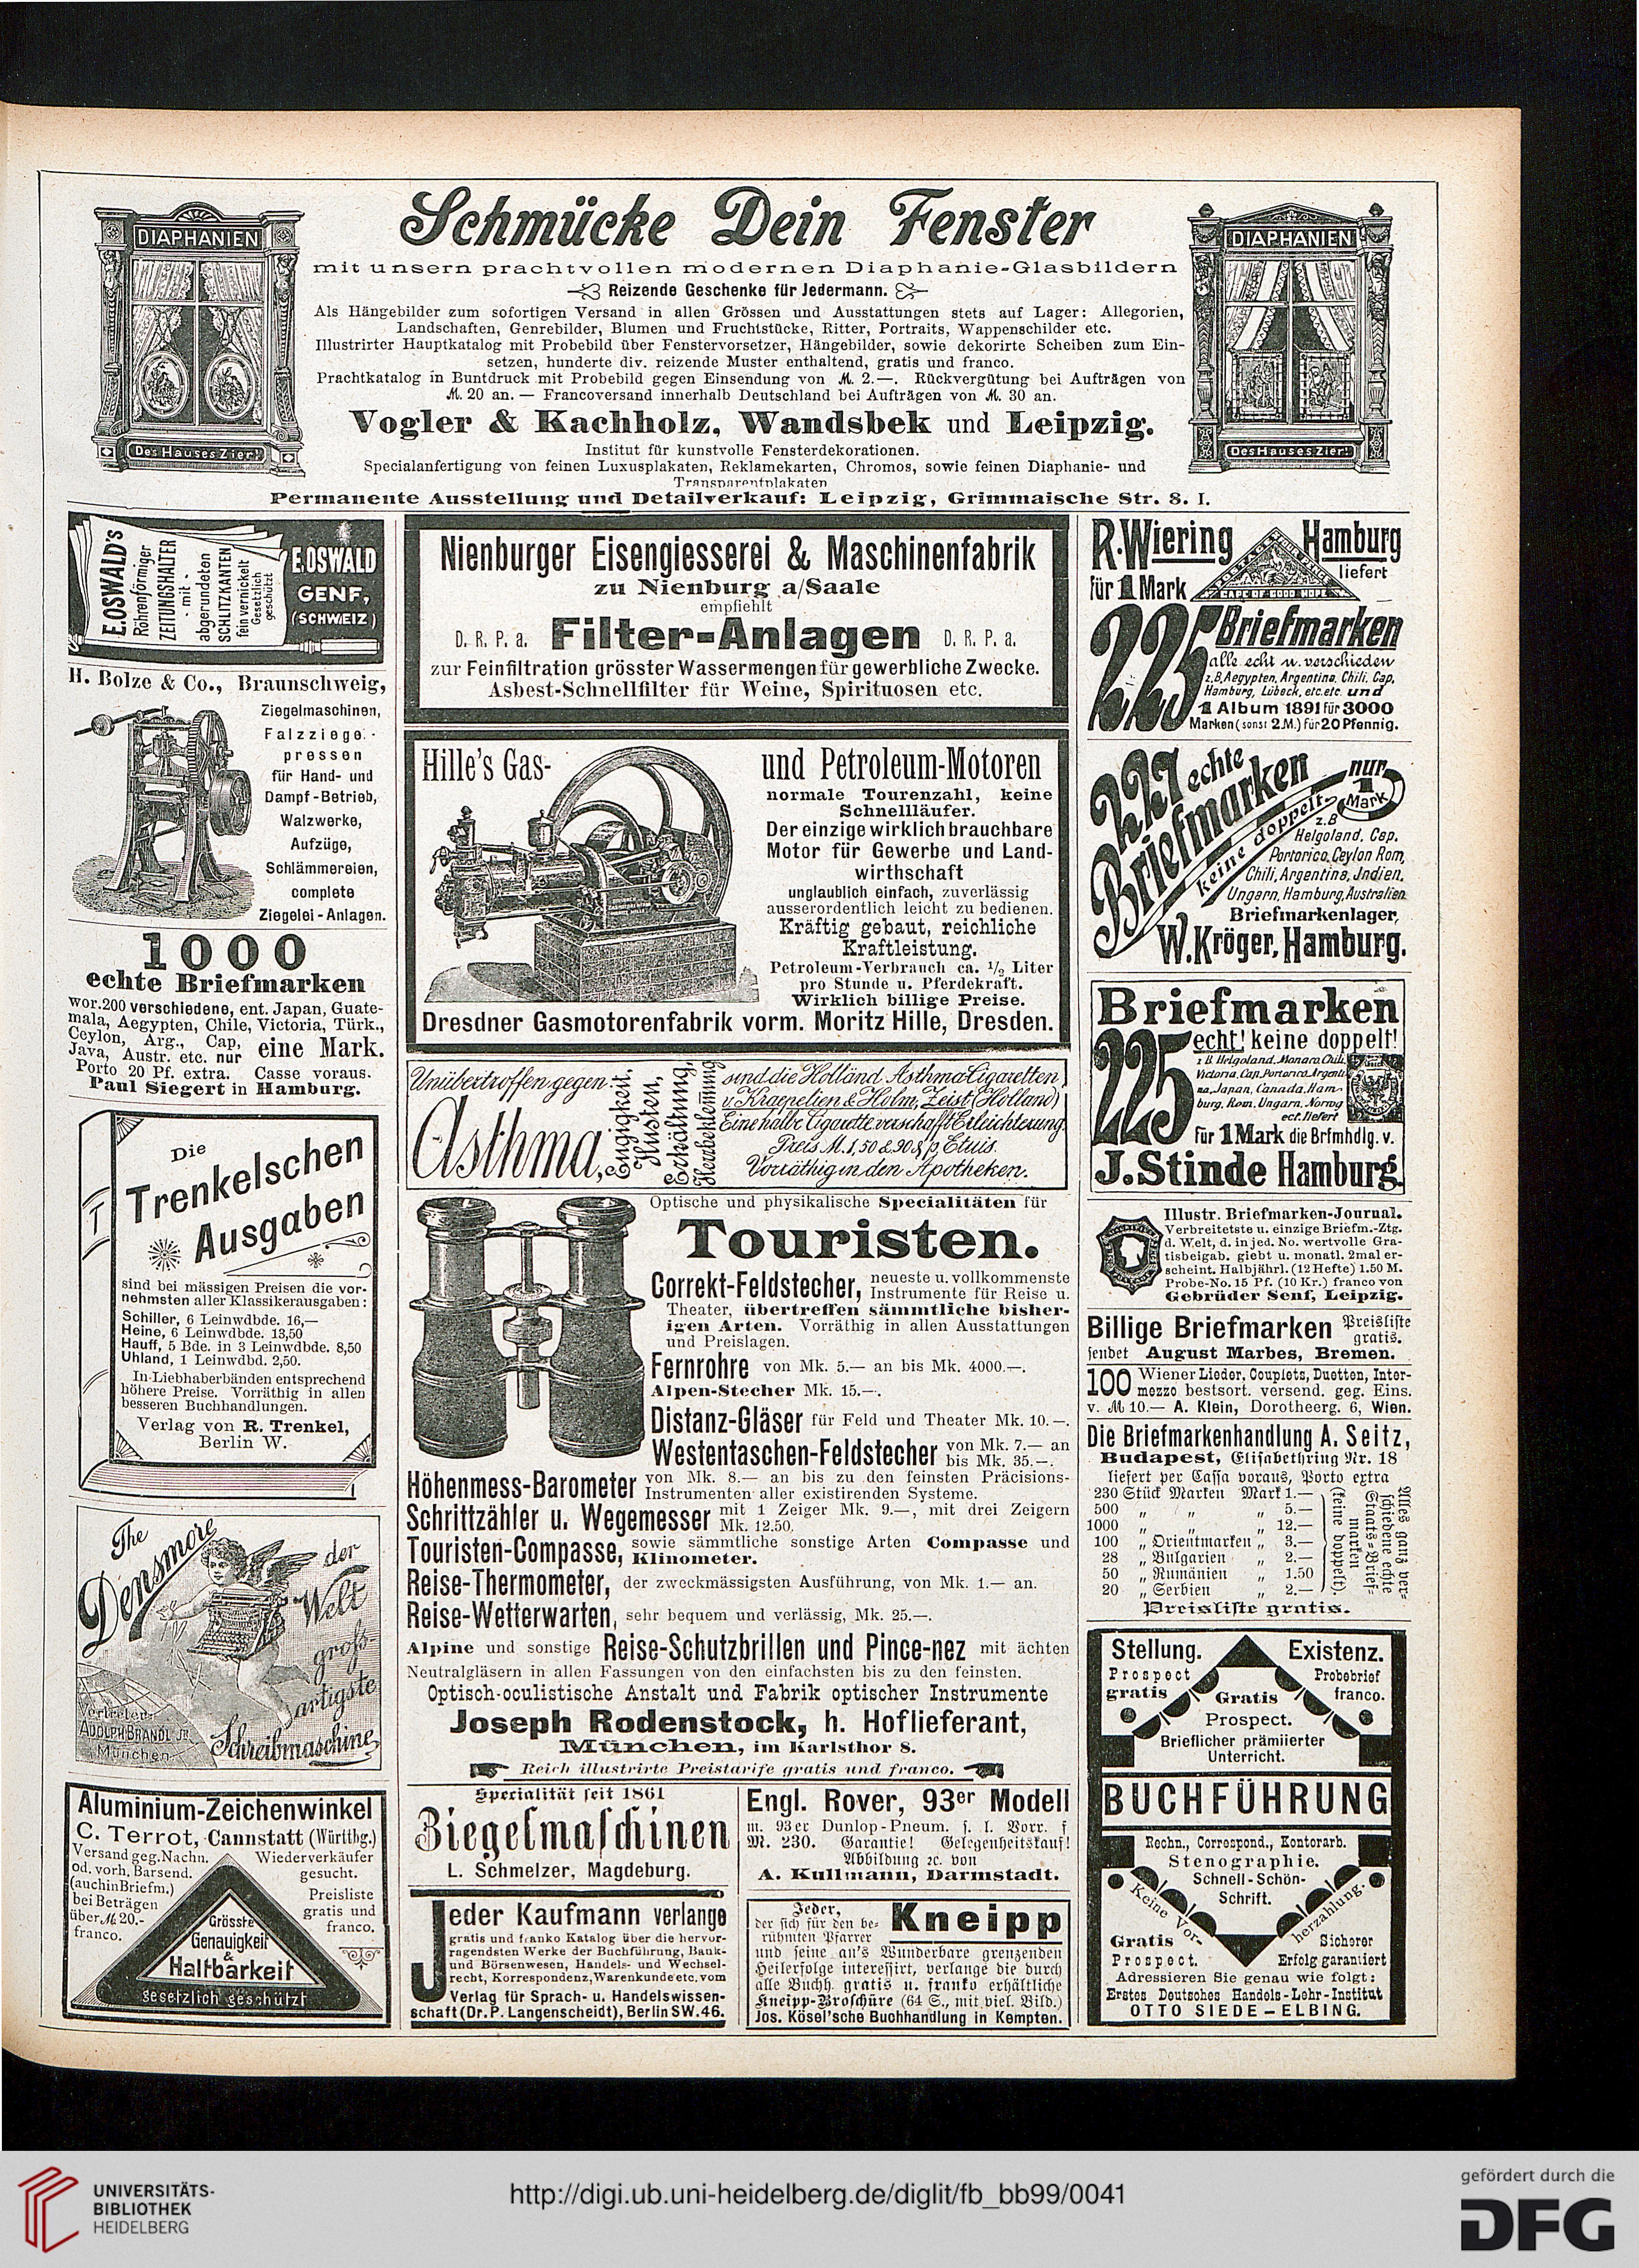 Schmücke Dein Fenster
DIAPHANIEN
Des Hauses Zier!
DIAPHANIEN
Des Hauses Zier!
mit unsern prachtvollen modernen Diaphanie-Glasbildern
Reizende Geschenke für Jedermann.
Als Hängebilder zum sofortigen Versand in allen Grössen und Ausstattungen stets auf Lager: Allegorien,
Landschaften, Genrebilder, Blumen und Fruchtstücke, Ritter, Portraits, Wappenschilder etc.
Illustrirter Hauptkatalog mit Probebild über Fenstervorsetzer, Hängebilder, sowie dekorirte Scheiben zum Ein-
setzen, hunderte div. reizende Muster enthaltend, gratis und franco.
Prachtkatalog in Buntdruck mit Probebild gegen Einsendung von M. 2.—. Rückvergütung bei Aufträgen von
M. 20 an. — Francoversand innerhalb Deutschland bei Aufträgen von M. 30 an.
Vogler & Kachholz, Wandsbek und Leipzig.
Institut für kunstvolle Fensterdekorationen.
Specialanfertigung von feinen Luxusplakaten, Reklamekarten, Chromos, sowie feinen Diaphanie- und
Transparentplakaten
Permanente Ausstellung und Detailverkauf: Leipzig, Grimmaische Str. 8. I.
E. OSWALD'S
Röhrenförmiger
ZEITUNGSHALTER
- mit -
abgerundeten
SCHLITZKANTEN
fein vernickelt
Gesetzlich
geschützt
E. OSWALD
GENF,
(SCHWEIZ)
H. Bolze & Co., Braunschweig,
Ziegelmaschinen,
Falzziege.-
pressen
für Hand- und
Dampf-Betrieb,
Walzwerke,
Aufzüge,
Schlämmereien,
complete
Ziegelei-Anlagen.
1000
echte Briefmarken
wor. 200 verschiedene, ent. Japan, Guate-
mala, Aegypten, Chile, Victoria, Türk.,
Ceylon, Arg., Cap,
Java, Austr. etc. nur eine Mark.
Porto 20 Pf. extra. Casse voraus.
Paul Siegert in Hamburg.
Die
Trenkelschen
Ausgaben
T
sind bei mässigen Preisen die vor-
nehmsten aller Klassikerausgaben:
Schiller, 6 Leinwdbde. 16,—
Heine, 6 Leinwdbde. 13,50
Hauff, 5 Bde. in 3 Leinwdbde. 8,50
Uhland, 1 Leinwdbd. 2,50.
In Liebhaberbänden entsprechend
höhere Preise. Vorräthig in allen
besseren Buchhandlungen.
Verlag von R. Trenkel,
Berlin W.
The
Densmore
der
Welt
groß-
artigste
Schreibmaschine
Vertreter:
ADOLPH BRANDL JR.
München
Aluminium-Zeichenwinkel
C. Terrot, Cannstatt (Württbg.)
Versand geg. Nachn.
od. vorh. Barsend.
(auch in Briefm.)
bei Beträgen
über M 20.-
franco.
Wiederverkäufer
gesucht.
Preisliste
gratis und
franco.
Grösste
Genauigkeit
&
Haltbarkeit
Gesetzlich geschützt
Nienburger Eisengiesserei & Maschinenfabrik
zu Nienburg a/Saale
empfiehlt
D. R. P. a. Filter-Anlagen D. R. P. a.
zur Feinfiltration grösster Wassermengen für gewerbliche Zwecke.
Asbest-Schnellfilter für Weine, Spirituosen etc.
Hille's Gas- und Petroleum-Motoren
normale Tourenzahl, keine
Schnellläufer.
Der einzige wirklich brauchbare
Motor für Gewerbe und Land-
wirthschaft
unglaublich einfach, zuverlässig
ausserordentlich leicht zu bedienen.
Kräftig gebaut, reichliche
Kraftleistung.
Petroleum-Verbrauch ca. 1/2 Liter
pro Stunde u. Pferdekraft.
Wirklich billige Preise.
Dresdner Gasmotorenfabrik vorm. Moritz Hille, Dresden.
Unübertroffen gegen
Asthma,
Engigkeit,
Husten,
Erkältung,
Herzbeklemmung
sind die Holländ. Asthma Cigaretten
v. Kraepelien & Holm, Zeist (Holland)
Eine halbe Cigarette verschafft Erleichterung
Preis M. 1,50 & 90 ₰ p. Etuis.
Vorräthig in den Apotheken.
Optische und physikalische Specialitäten für
Touristen.
Correkt-Feldstecher, neueste u. vollkommenste
Instrumente für Reise u.
Theater, übertreffen sämmtliche bisher-
igen Arten. Vorräthig in allen Ausstattungen
und Preislagen.
Fernrohre von Mk. 5.— an bis Mk. 4000.—.
Alpen-Stecher Mk. 15.—.
Distanz-Gläser für Feld und Theater Mk. 10.—.
Westentaschen-Feldstecher von Mk. 7.— an
bis Mk. 35.—.
Höhenmess-Barometer von Mk. 8.— an bis zu den feinsten Präcisions-
Instrumenten aller existirenden Systeme.
Schrittzähler u. Wegemesser mit 1 Zeiger Mk. 9.—, mit drei Zeigern
Mk. 12.50.
Touristen-Compasse, sowie sämmtliche sonstige Arten Compasse und
Klinometer.
Reise-Thermometer, der zweckmässigsten Ausführung, von Mk. 1.— an.
Reise-Wetterwarten, sehr bequem und verlässig, Mk. 25.—.
Alpine und sonstige Reise-Schutzbrillen und Pince-nez mit ächten
Neutralgläsern in allen Fassungen von den einfachsten bis zu den feinsten.
Optisch-oculistische Anstalt und Fabrik optischer Instrumente
Joseph Rodenstock, h. Hoflieferant,
München, im Karlsthor 8.
Reich illustrirte Preistarife gratis und franco.
Specialität seit 1861
Ziegelmaschinen
L. Schmelzer, Magdeburg.
Engl. Rover, 93er Modell
m. 93er Dunlop-Pneum. s. l. Vorr. f
M. 230. Garantie! Gelegenheitskauf!
Abbildung ec. von
A. Kullmann, Darmstadt.
Jeder Kaufmann verlange
gratis und franko Katalog über die hervor-
ragendsten Werke der Buchführung, Bank-
und Börsenwesen, Handels- und Wechsel-
recht, Korrespondenz, Warenkunde etc. vom
Verlag für Sprach- u. Handelswissen-
schaft (Dr. P. Langenscheidt), Berlin SW. 46.
Jeder,
der sich für den be-
rühmten Pfarrer
Kneipp
und seine an's Wunderbare grenzenden
Heilerfolge interessirt, verlange die durch
alle Buchh. gratis u. franko erhältliche
Kneipp-Broschüre (64 S., mit viel. Bild.)
Jos. Kösel'sche Buchhandlung in Kempten.
R. Wiering Hamburg
für 1 Mark liefert
CAPE OF GOOD HOPE
225 Briefmarken
alle echt u. verschieden
z.B. Aegypten, Argentina, Chili, Cap,
Hamburg, Lübeck, etc. etc. und
1 Album 1891 für 3000
Marken (sonst 2.M.) für 20 Pfennig.
227 echte
Briefmarken
keine doppelt.
nur
1
Mark
z.B
Helgoland, Cap.
Portorico, Ceylon Rom,
Chili, Argentina, Indien,
Ungarn, Hamburg, Australien
Briefmarkenlager,
W. Kröger, Hamburg.
Briefmarken
225 echt! keine doppelt!
z B Helgoland, Monaco, Chili,
Victoria, Cap, Portorico, Argenti-
na, Japan, Canada, Ham-
burg, Rom, Ungarn, Norwg
ect. liefert
für 1 Mark die Brfmhdlg. v.
J. Stinde Hamburg.
Illustr. Briefmarken-Journal.
Verbreitetste u. einzige Briefm.-Ztg.
d. Welt, d. in jed. No. wertvolle Gra-
tisbeigab. giebt u. monatl. 2mal er-
scheint. Halbjährl. (12 Hefte) 1.50 M.
Probe-No. 15 Pf. (10 Kr.) franco von
Gebrüder Senf, Leipzig.
Billige Briefmarken Preisliste
gratis.
sendet August Marbes, Bremen.
100 Wiener Lieder, Couplets, Duetten, Inter-
mezzo bestsort. versend. geg. Eins.
v. M 10.— A. Klein, Dorotheerg. 6, Wien.
Die Briefmarkenhandlung A. Seitz,
Budapest, Elisabethring Nr. 18
liefert per Cassa voraus, Porto extra
230 Stück Marken Mark 1.—
500 „ „ „ 5.—
1000 „ „ „ 12.—
100 „ Orientmarken „ 3.—
28 „ Bulgarien „ 2.—
50 „ Rumänien „ 1.50
20 „ Serbien „ 2.—
Alles ganz ver-
schiedene echte
Staats-Brief-
marken
(keine doppelt).
Preisliste gratis.
Stellung. Existenz.
Prospect
gratis
Probebrief
franco.
Gratis
Prospect.
Brieflicher prämiierter
Unterricht.
BUCHFÜHRUNG
Rechn., Correspond., Kontorarb.
Stenographie.
Schnell-Schön-
Schrift.
Keine Vor-
herzahlung.
Gratis
Prospect.
Sicherer
Erfolg garantiert
Adressieren Sie genau wie folgt:
Erstes Deutsches Handels-Lehr-Institut
OTTO SIEDE – ELBING.
UNIVERSITÄTS-
BIBLIOTHEK
HEIDELBERG
http://digi.ub.uni-heidelberg.de/diglit/fb_bb99/0041
gefördert durch die
DFG